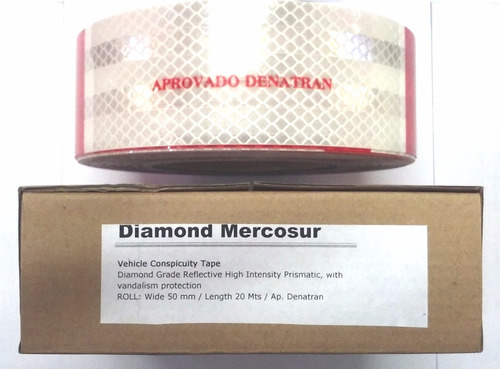 APROVADO DENATRAN
Diamond Mercosur
Vehicle Conspicuity Tape
Diamond Grade Reflective High Intensity Prismatic, with
vandalism protection
ROLL: Wide 50 mm / Length 20 Mts / Ap. Denatran